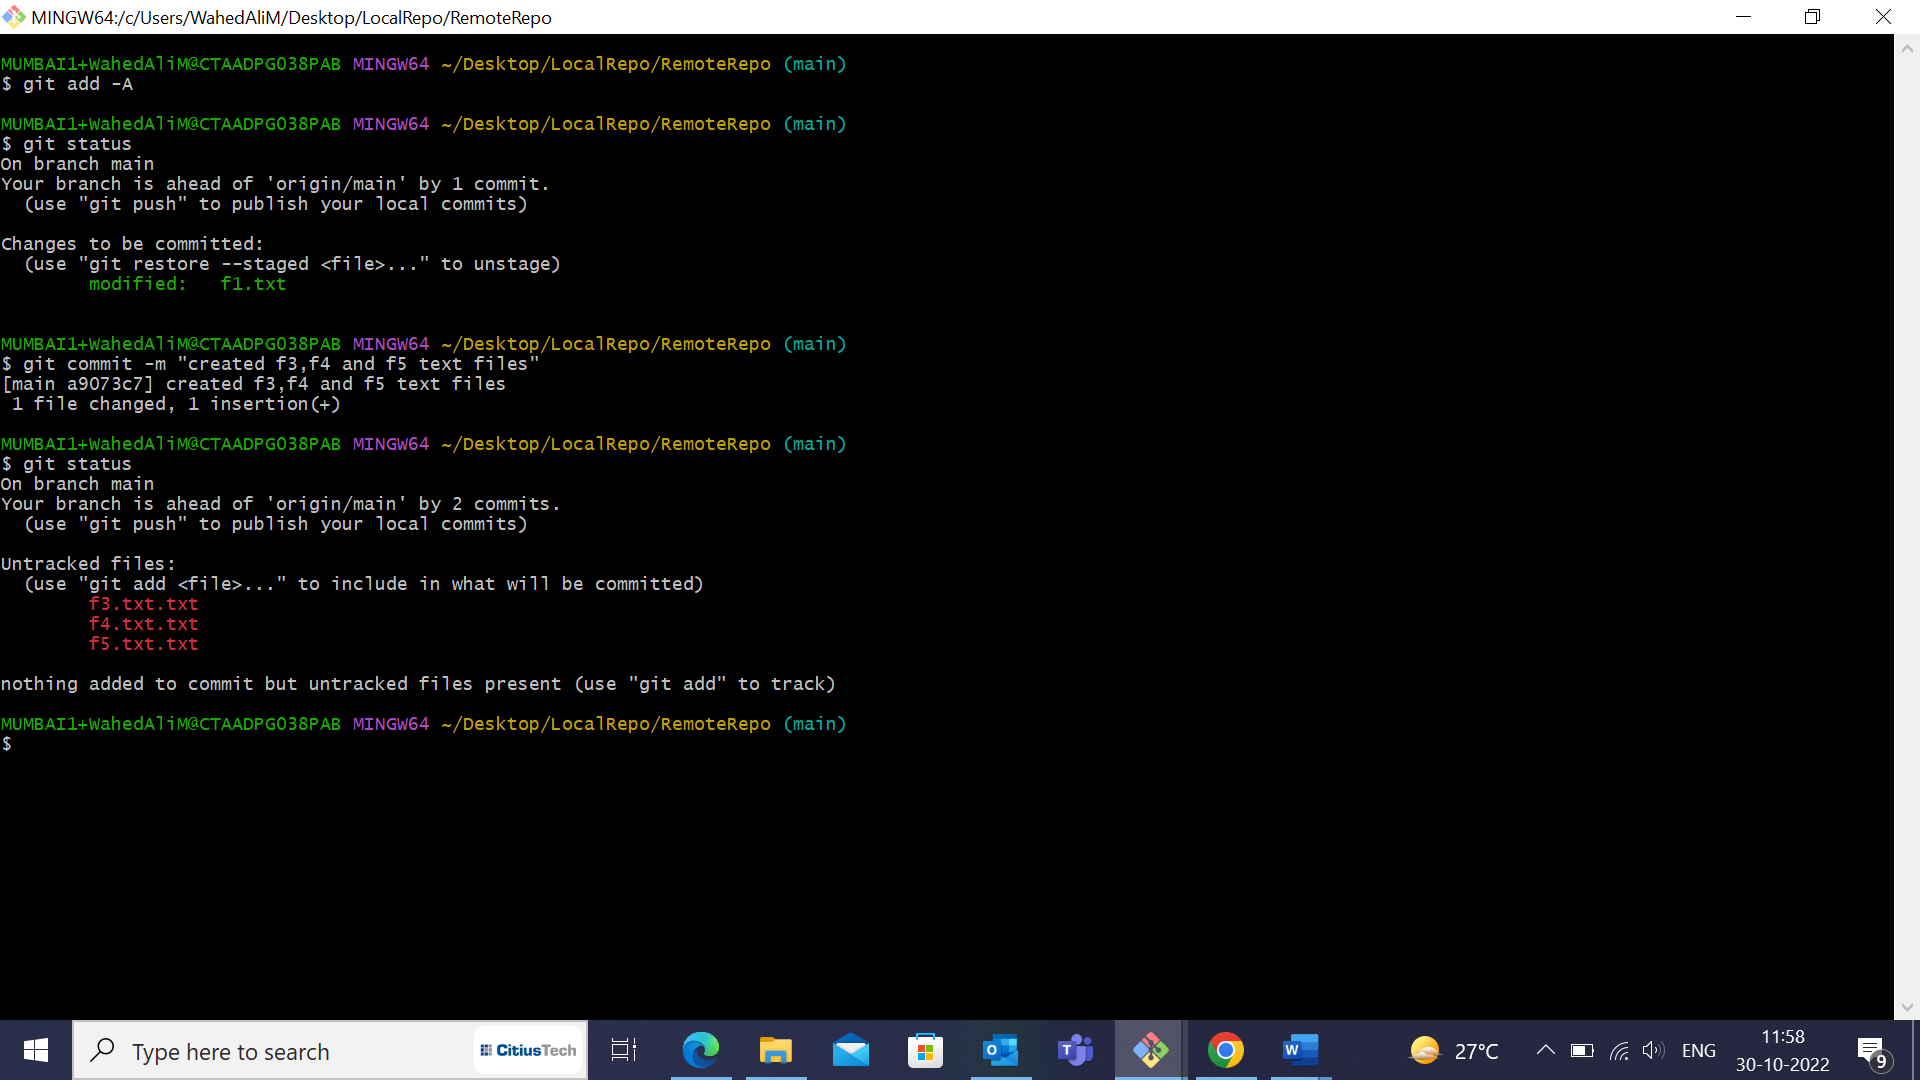 MINGW64:/c/Users/WahedAliM/Desktop/LocalRepo/RemoteRepo
MUMBAI1+WahedAliM@CTAADPG038PAB MINGW64 ~/Desktop/LocalRepo/RemoteRepo (main)
$ git add -A
MUMBAI1+WahedAliM@CTAADPG038PAB MINGW64 ~/Desktop/LocalRepo/RemoteRepo (main)
$ git status
On branch main
Your branch is ahead of 'origin/main' by 1 commit.
  (use "git push" to publish your local commits)
Changes to be committed:
  (use "git restore --staged <file>..." to unstage)
        modified:   f1.txt
MUMBAI1+WahedAliM@CTAADPG038PAB MINGW64 ~/Desktop/LocalRepo/RemoteRepo (main)
$ git commit -m "created f3,f4 and f5 text files"
[main a9073c7] created f3,f4 and f5 text files
 1 file changed, 1 insertion(+)
MUMBAI1+WahedAliM@CTAADPG038PAB MINGW64 ~/Desktop/LocalRepo/RemoteRepo (main)
$ git status
On branch main
Your branch is ahead of 'origin/main' by 2 commits.
  (use "git push" to publish your local commits)
Untracked files:
  (use "git add <file>..." to include in what will be committed)
        f3.txt.txt
        f4.txt.txt
        f5.txt.txt
nothing added to commit but untracked files present (use "git add" to track)
MUMBAI1+WahedAliM@CTAADPG038PAB MINGW64 ~/Desktop/LocalRepo/RemoteRepo (main)
$
Type here to search
CitiusTech
27°C
ENG
11:58
30-10-2022
9